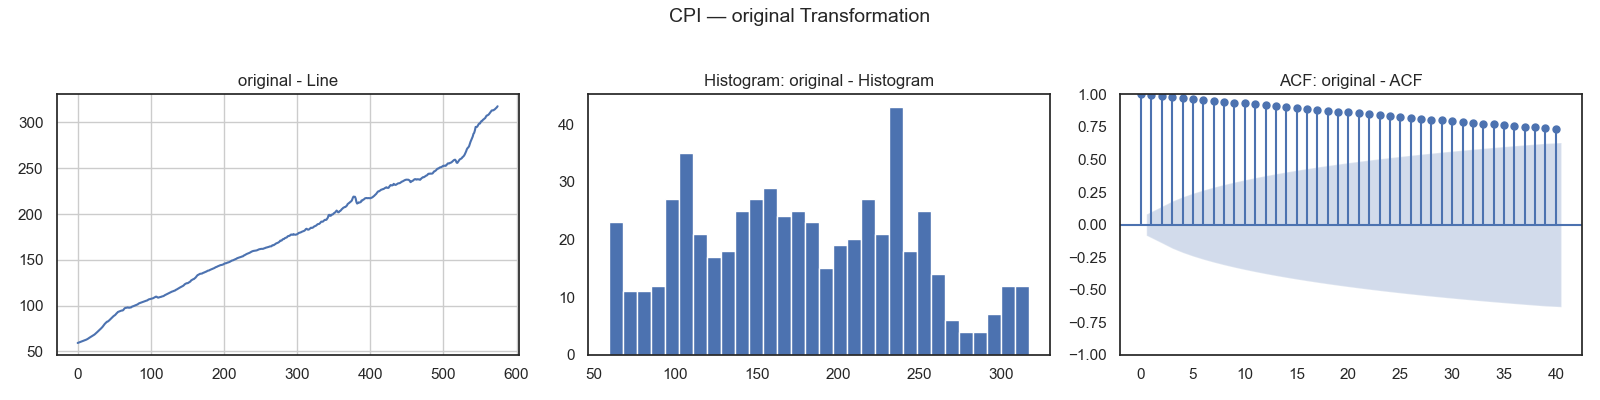 CPI — original Transformation
original - Line
300
250
200
150
100
50
0 100 200 300 400 500 600
Histogram: original - Histogram
40
30
20
10
0
50 100 150 200 250 300
ACF: original - ACF
1.00
0.75
0.50
0.25
0.00
−0.25
−0.50
−0.75
−1.00
0 5 10 15 20 25 30 35 40